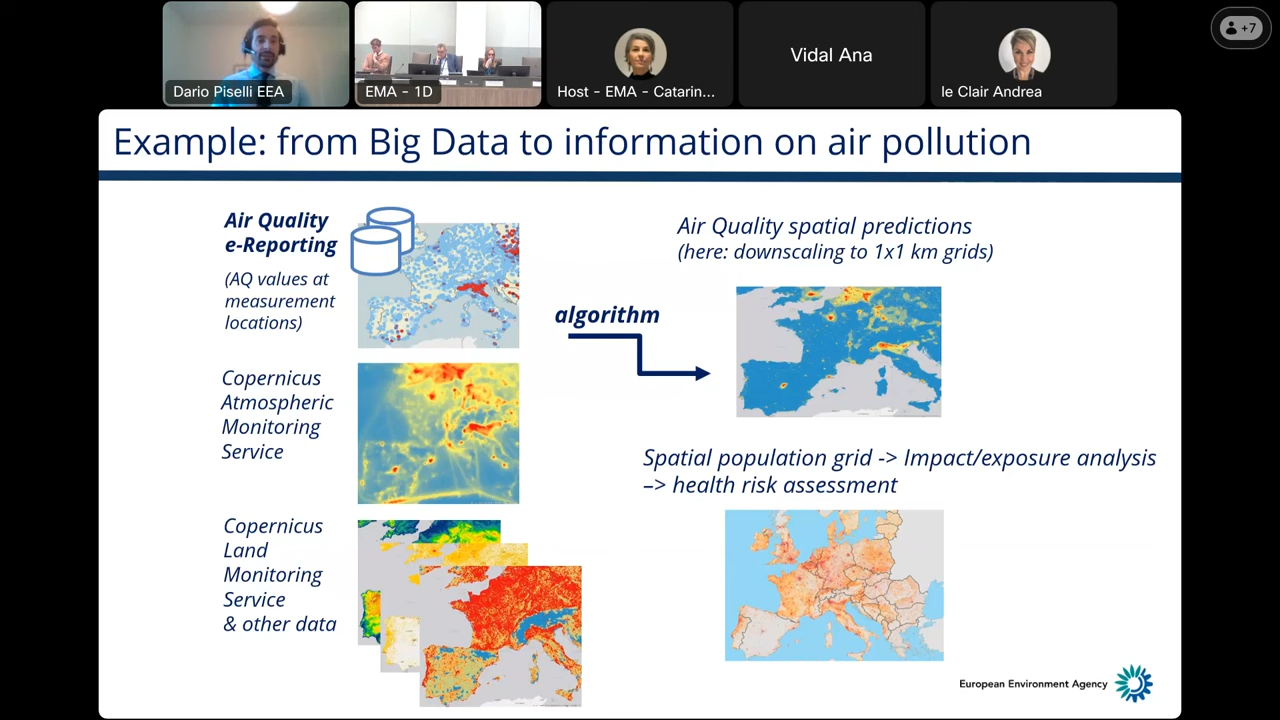 Dario Piselli EEA
EMA - 1D
Host - EMA - Catarin...
Vidal Ana
le Clair Andrea
+7
Example: from Big Data to information on air pollution
Air Quality
e-Reporting
(AQ values at
measurement
locations)
Copernicus
Atmospheric
Monitoring
Service
Copernicus
Land
Monitoring
Service
& other data
algorithm
Air Quality spatial predictions
(here: downscaling to 1x1 km grids)
Spatial population grid -> Impact/exposure analysis
–> health risk assessment
European Environment Agency